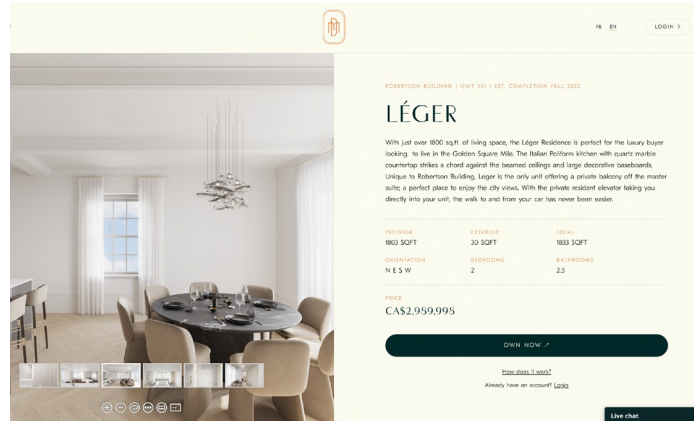 FR EN
LOGIN >
ROBERTSON BUILDING | UNIT 301 | EST. COMPLETION FALL 2022
LÉGER
With just over 1800 sq.ft. of living space, the Léger Residence is perfect for the luxury buyer
looking to live in the Golden Square Mile. The Italian Poliform kitchen with quartz marble
countertop strikes a chord against the beamed ceilings and large decorative baseboards.
Unique to Robertson Building, Leger is the only unit offering a private balcony off the master
suite; a perfect place to enjoy the city views. With the private resident elevator taking you
directly into your unit, the walk to and from your car has never been easier.
INTERIOR EXTERIOR TOTAL
1803 SQFT 30 SQFT 1833 SQFT
ORIENTATION BEDROOMS BATHROOMS
N E S W 2 2.5
PRICE
CA$2,989,998
OWN NOW ↗
How does it work?
Already have an account? Login
Live chat